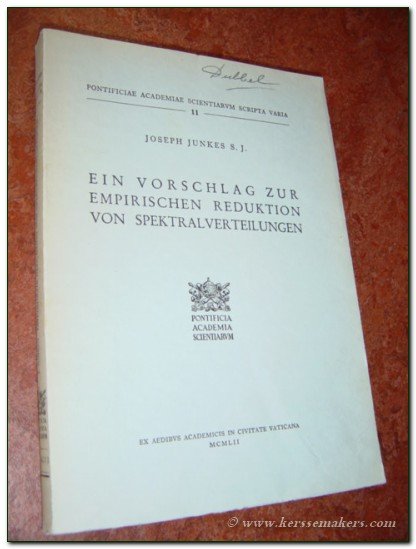 Dubbel
PONTIFICIAE ACADEMIAE SCIENTIARVM SCRIPTA VARIA
11
JOSEPH JUNKES S. J.
EIN VORSCHLAG ZUR
EMPIRISCHEN REDUKTION
VON SPEKTRALVERTEILUNGEN
PONTIFICIA
ACADEMIA
SCIENTIARVM
EX AEDIBVS ACADEMICIS IN CIVITATE VATICANA
MCMLII
© www.kerssemakers.com